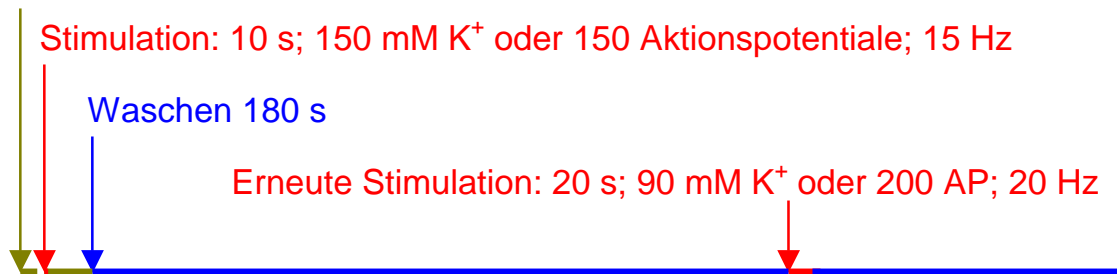 Stimulation: 10 s; 150 mM K⁺ oder 150 Aktionspotentiale; 15 Hz
Waschen 180 s
Erneute Stimulation: 20 s; 90 mM K⁺ oder 200 AP; 20 Hz